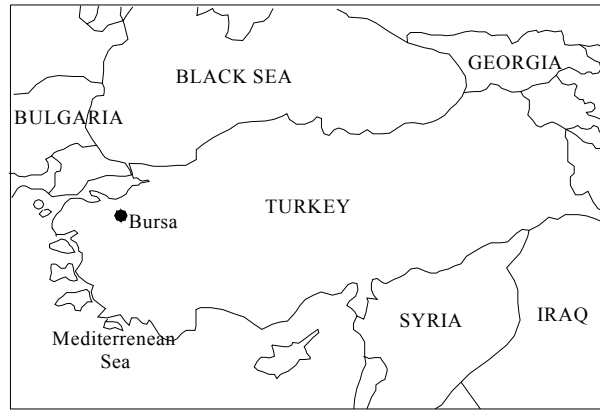 GEORGIA
BLACK SEA
BULGARIA
TURKEY
Bursa
SYRIA
IRAQ
Mediterrenean
Sea